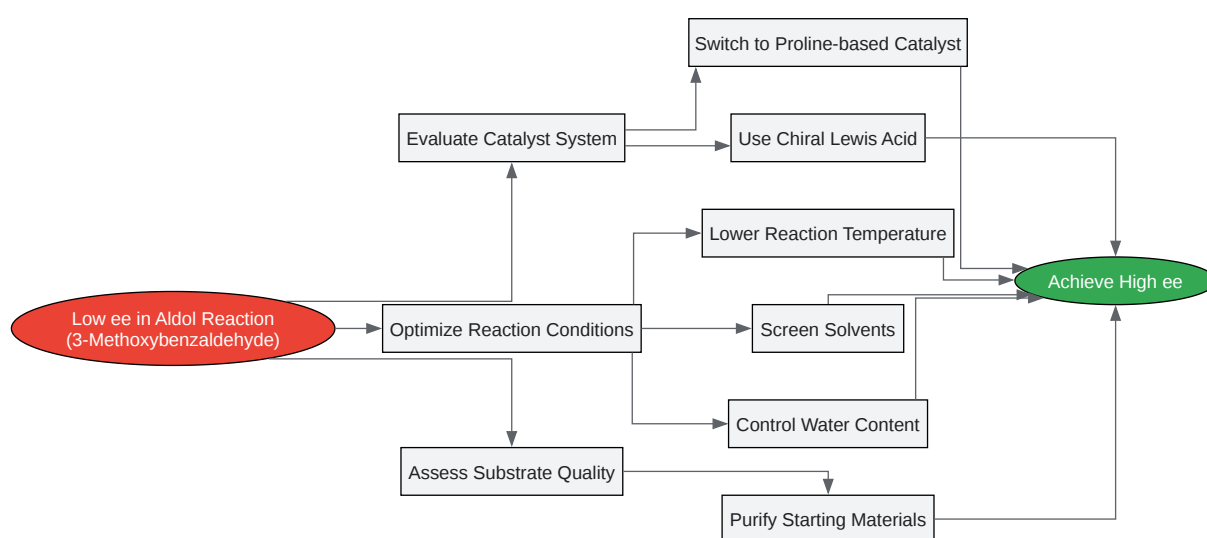 Switch to Proline-based Catalyst
Evaluate Catalyst System
Use Chiral Lewis Acid
Lower Reaction Temperature
Achieve High ee
Low ee in Aldol Reaction
(3-Methoxybenzaldehyde)
Optimize Reaction Conditions
Screen Solvents
Control Water Content
Assess Substrate Quality
Purify Starting Materials